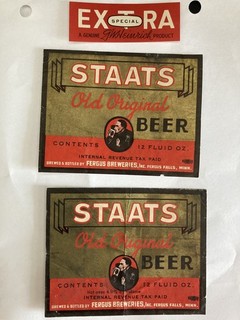 EXTRA
SPECIAL
A GENUINE PRODUCT
STAATS
Old Original
BEER
CONTENTS 12 FLUID OZ.
INTERNAL REVENUE TAX PAID
BREWED & BOTTLED BY FERGUS BREWERIES, INC. FERGUS FALLS, MINN.
STAATS
Old Original
BEER
CONTENTS 12 FLUID OZ.
INTERNAL REVENUE TAX PAID
BREWED & BOTTLED BY FERGUS BREWERIES, INC. FERGUS FALLS, MINN.